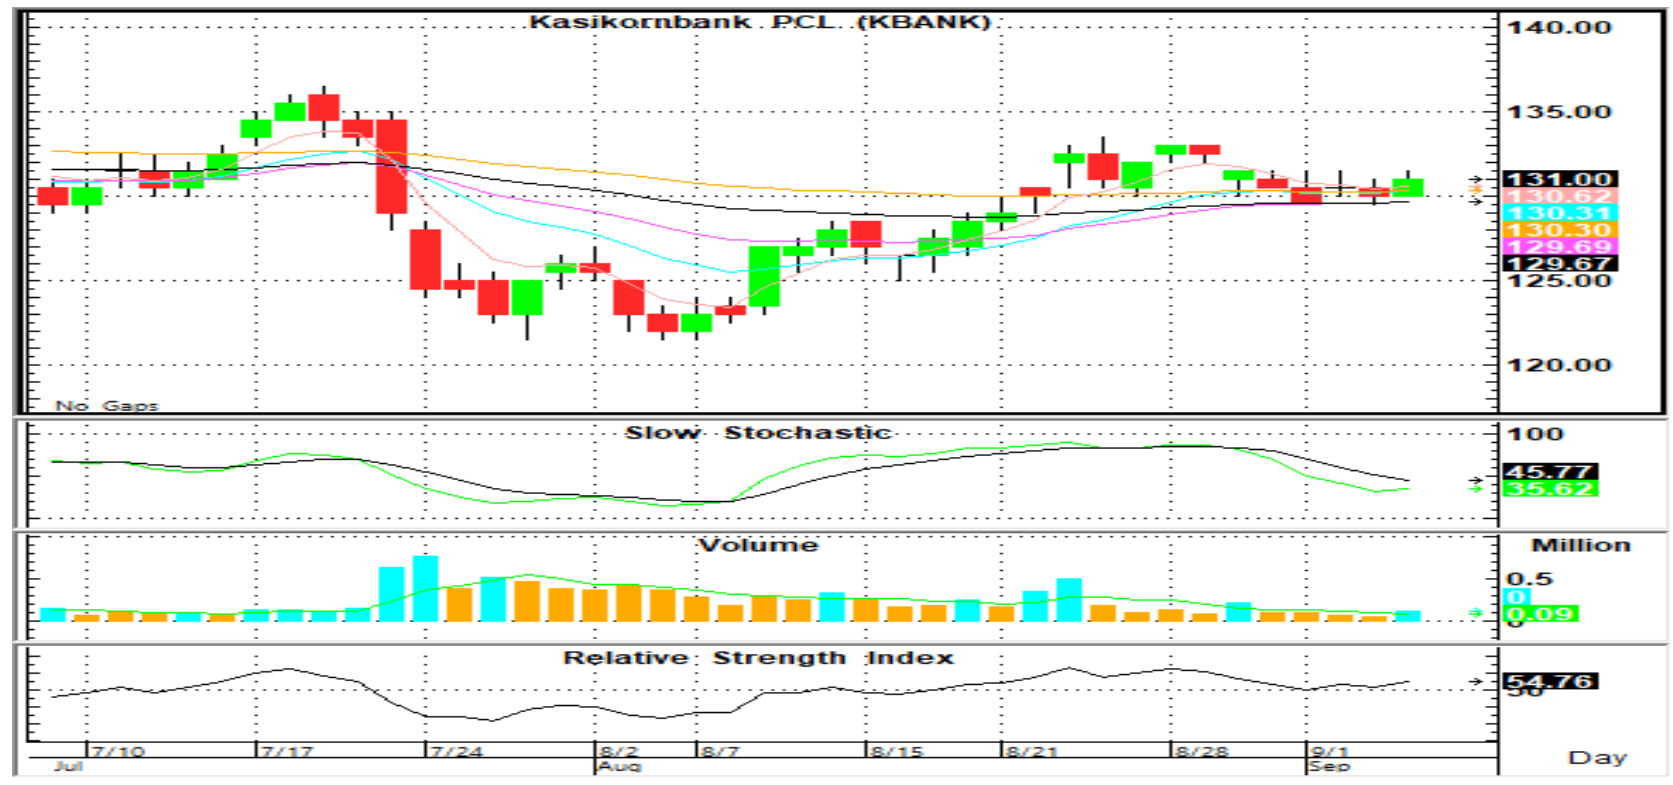 Kasikornbank PCL (KBANK)
140.00
135.00
131.00
130.62
130.31
130.30
129.69
129.67
125.00
120.00
No Gaps
Slow Stochastic
100
45.77
35.62
Volume
Million
0.5
0
0.09
0
Relative Strength Index
54.76
50
7/10 7/17 7/24 8/2 8/7 8/15 8/21 8/28 9/1
Day
Jul Aug Sep